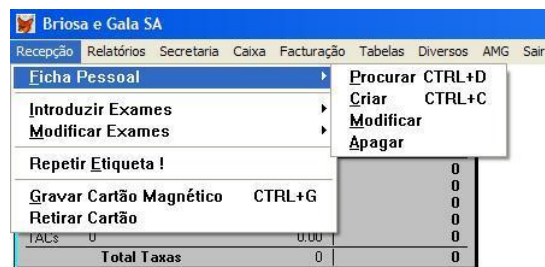 Briosa e Gala SA
Recepção Relatórios Secretaria Caixa Facturação Tabelas Diversos AMG Sair
Ficha Pessoal
Procurar CTRL+D
Criar CTRL+C
Modificar
Apagar
Introduzir Exames
Modificar Exames
Repetir Etiqueta !
Gravar Cartão Magnético CTRL+G
Retirar Cartão
0
0
0
0
TACs 0 0.00 0
Total Taxas 0 0